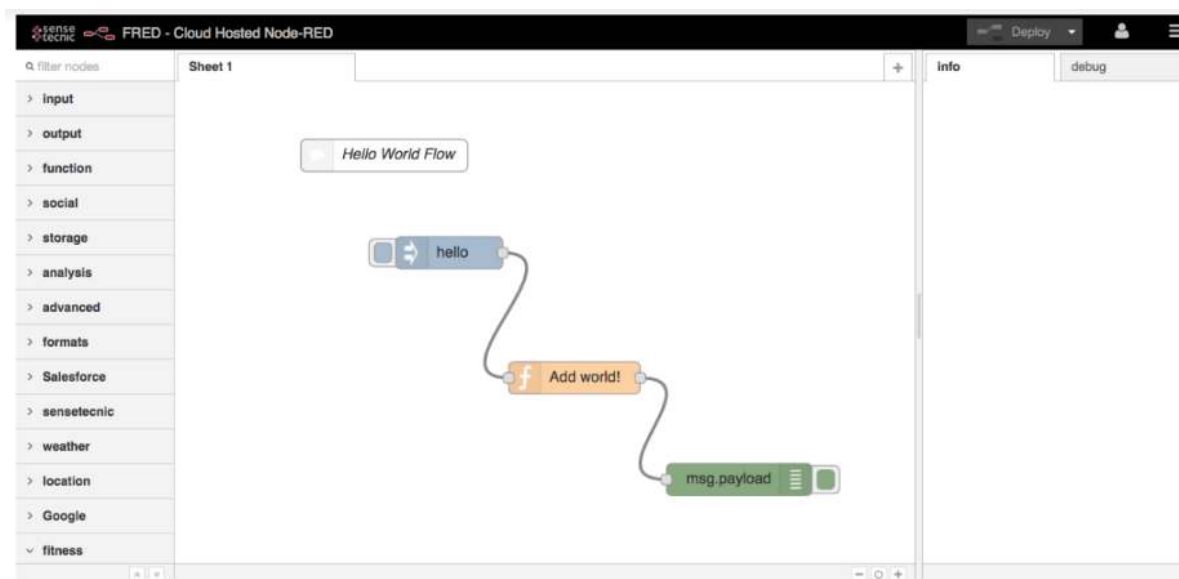 sense tecnic FRED - Cloud Hosted Node-RED Deploy
filter nodes
Sheet 1
info
debug
input
output
function
social
storage
analysis
advanced
formats
Salesforce
sensetecnic
weather
location
Google
fitness
Hello World Flow
hello
Add world!
msg.payload